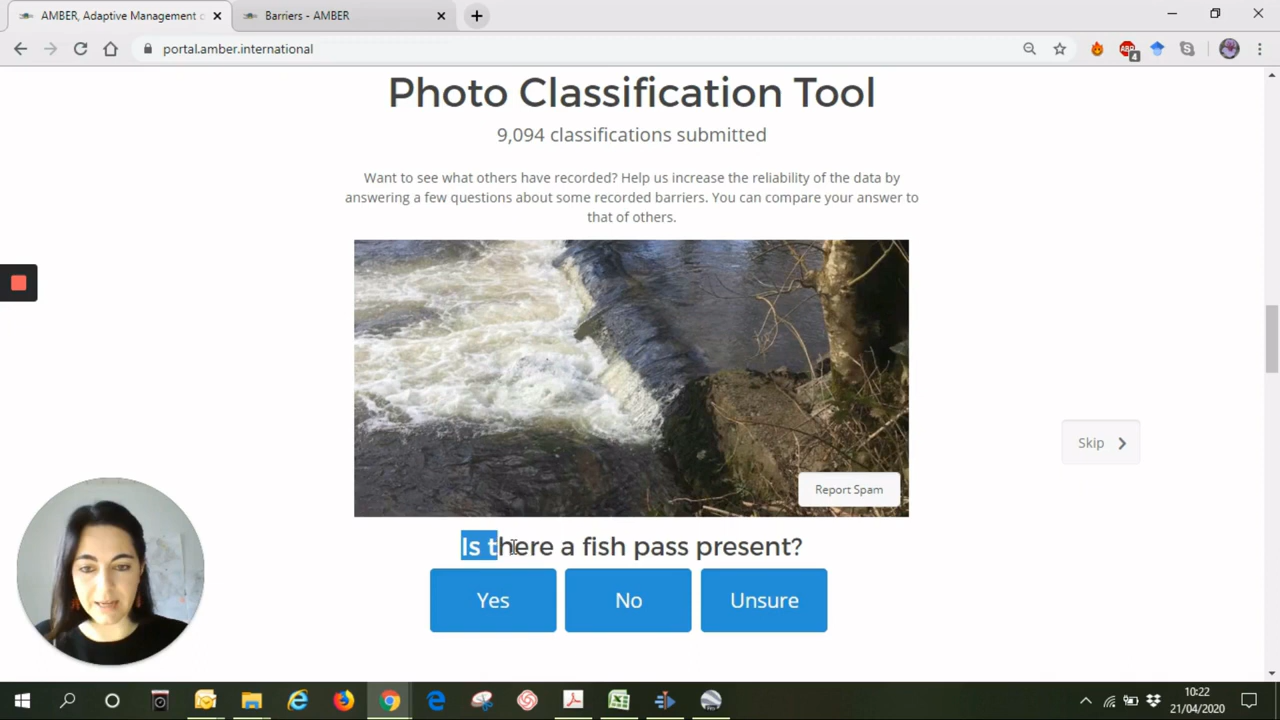 AMBER, Adaptive Management o
Barriers - AMBER
portal.amber.international
ABP
4
Photo Classification Tool
9,094 classifications submitted
Want to see what others have recorded? Help us increase the reliability of the data by
answering a few questions about some recorded barriers. You can compare your answer to
that of others.
Skip
Report Spam
Is there a fish pass present?
Yes No Unsure
10:22
21/04/2020